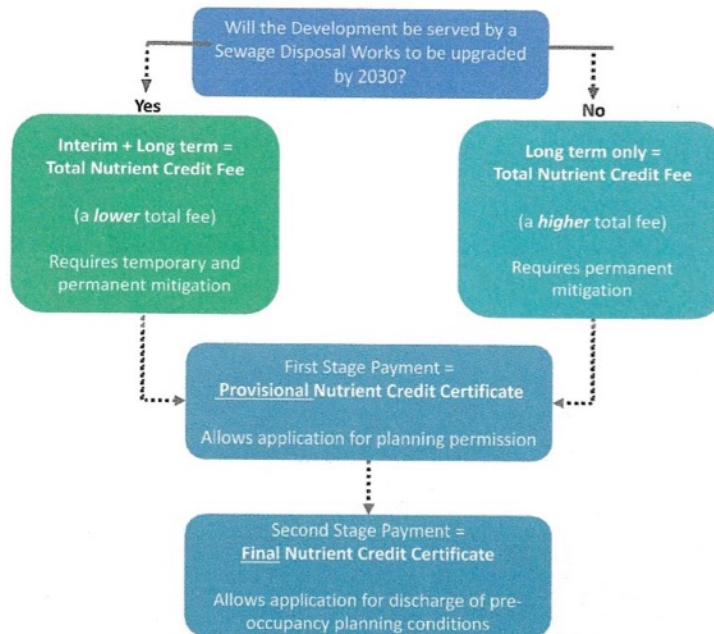 Will the Development be served by a
Sewage Disposal Works to be upgraded
by 2030?
Yes
No
Interim + Long term =
Total Nutrient Credit Fee
(a lower total fee)
Requires temporary and
permanent mitigation
Long term only =
Total Nutrient Credit Fee
(a higher total fee)
Requires permanent
mitigation
First Stage Payment =
Provisional Nutrient Credit Certificate
Allows application for planning permission
Second Stage Payment =
Final Nutrient Credit Certificate
Allows application for discharge of pre-
occupancy planning conditions